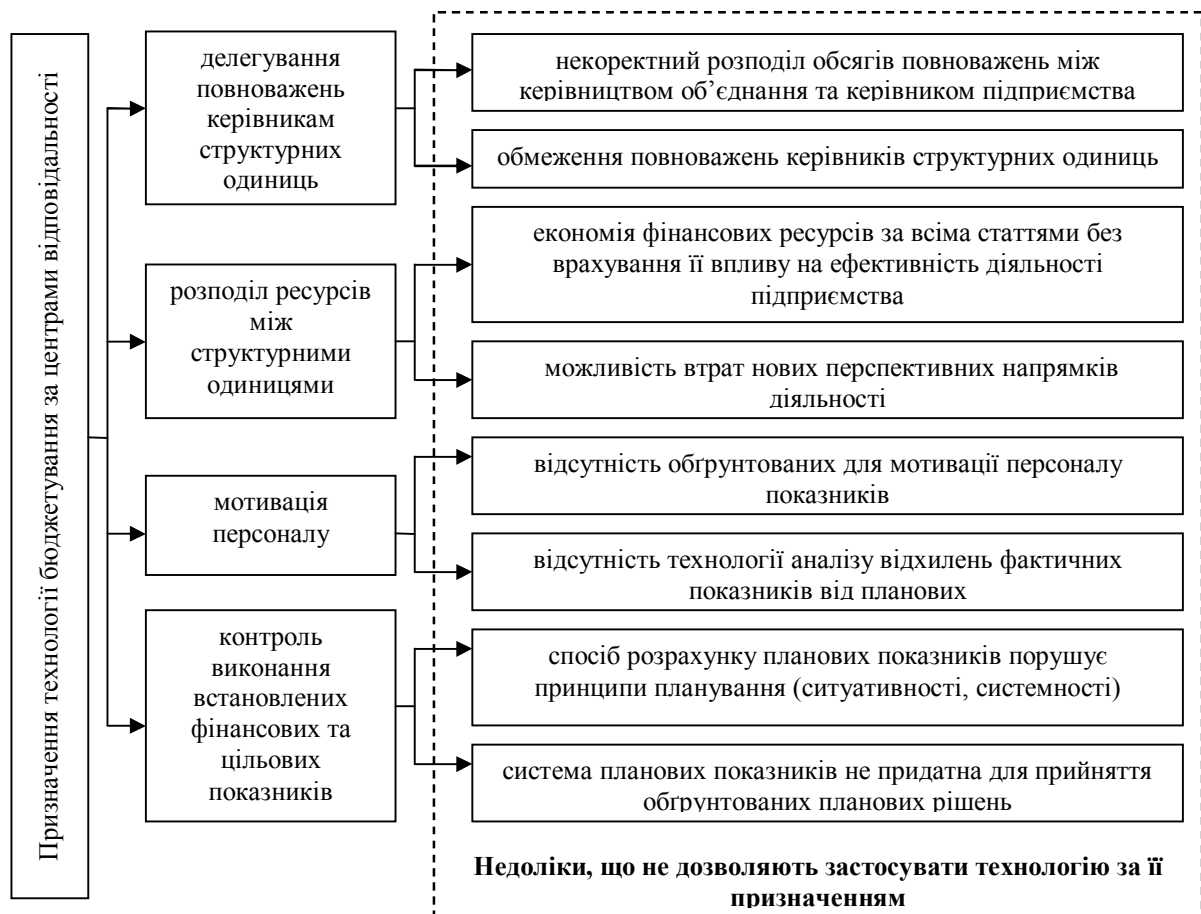 Призначення технології бюджетування за центрами відповідальності
делегування
повноважень
керівникам
структурних
одиниць
некоректний розподіл обсягів повноважень між
керівництвом об’єднання та керівником підприємства
обмеження повноважень керівників структурних одиниць
розподіл ресурсів
між
структурними
одиницями
економія фінансових ресурсів за всіма статтями без
врахування її впливу на ефективність діяльності
підприємства
можливість втрат нових перспективних напрямків
діяльності
мотивація
персоналу
відсутність обґрунтованих для мотивації персоналу
показників
відсутність технології аналізу відхилень фактичних
показників від планових
контроль
виконання
встановлених
фінансових та
цільових
показників
спосіб розрахунку планових показників порушує
принципи планування (ситуативності, системності)
система планових показників не придатна для прийняття
обґрунтованих планових рішень
Недоліки, що не дозволяють застосувати технологію за її
призначенням